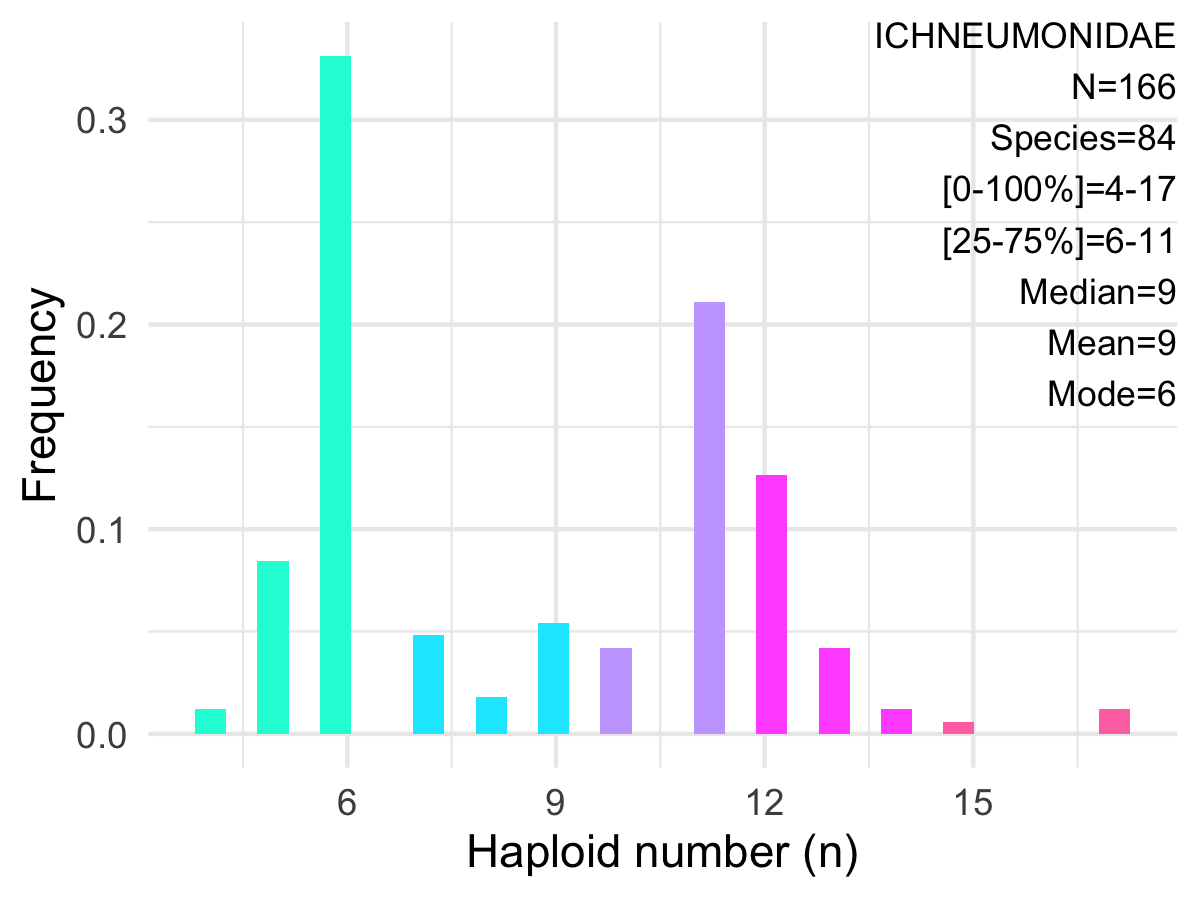 ICHNEUMONIDAE
N=166
Species=84
[0-100%]=4-17
[25-75%]=6-11
Median=9
Mean=9
Mode=6
Frequency
0.3
0.2
0.1
0.0
6 9 12 15
Haploid number (n)